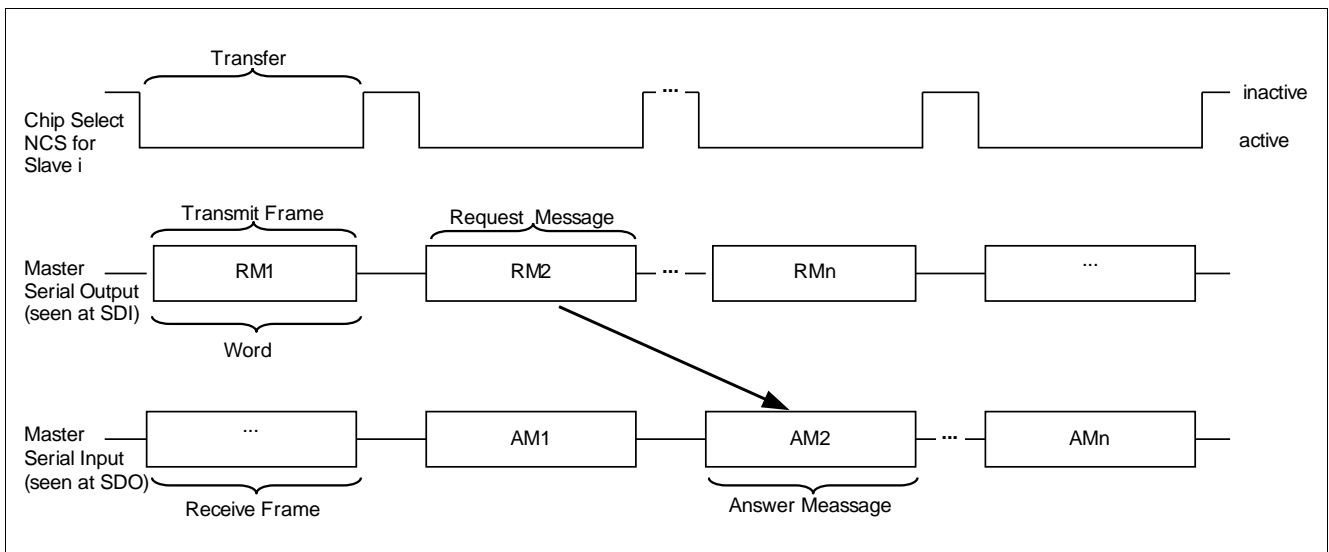 Transfer
...
inactive
Chip Select
NCS for
Slave i
active
Transmit Frame
Request Message
Master
Serial Output
(seen at SDI)
RM1
RM2
...
RMn
...
Word
Master
Serial Input
(seen at SDO)
...
AM1
AM2
...
AMn
Receive Frame
Answer Meassage